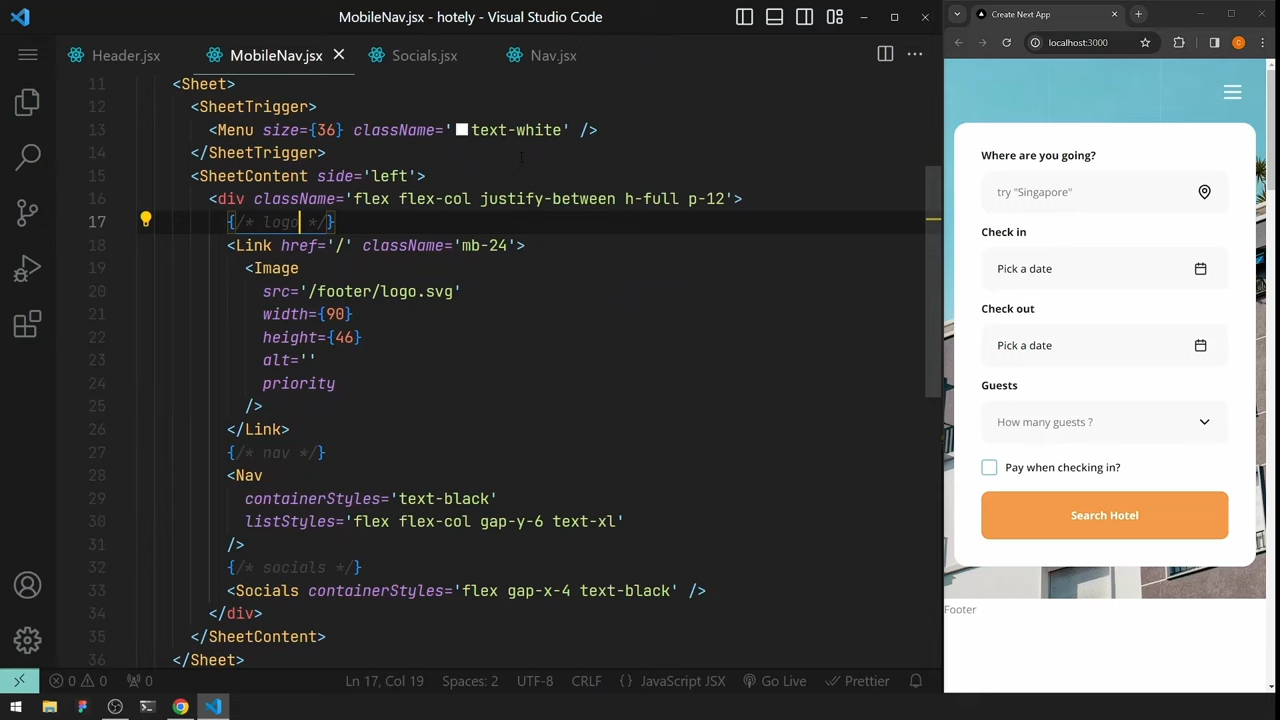 MobileNav.jsx - hotely - Visual Studio Code
Header.jsx
MobileNav.jsx
Socials.jsx
Nav.jsx
11 <Sheet>
12 <SheetTrigger>
13 <Menu size={36} className='text-white' />
14 </SheetTrigger>
15 <SheetContent side='left'>
16 <div className='flex flex-col justify-between h-full p-12'>
17 {/* logo */}
18 <Link href='/' className='mb-24'>
19 <Image
20 src='/footer/logo.svg'
21 width={90}
22 height={46}
23 alt=''
24 priority
25 />
26 </Link>
27 {/* nav */}
28 <Nav
29 containerStyles='text-black'
30 listStyles='flex flex-col gap-y-6 text-xl'
31 />
32 {/* socials */}
33 <Socials containerStyles='flex gap-x-4 text-black' />
34 </div>
35 </SheetContent>
36 </Sheet>
0 0 0 Ln 17, Col 19 Spaces: 2 UTF-8 CRLF {} JavaScript JSX Go Live Prettier
Create Next App
localhost:3000
C
Where are you going?
try "Singapore"
Check in
Pick a date
Check out
Pick a date
Guests
How many guests ?
Pay when checking in?
Search Hotel
Footer